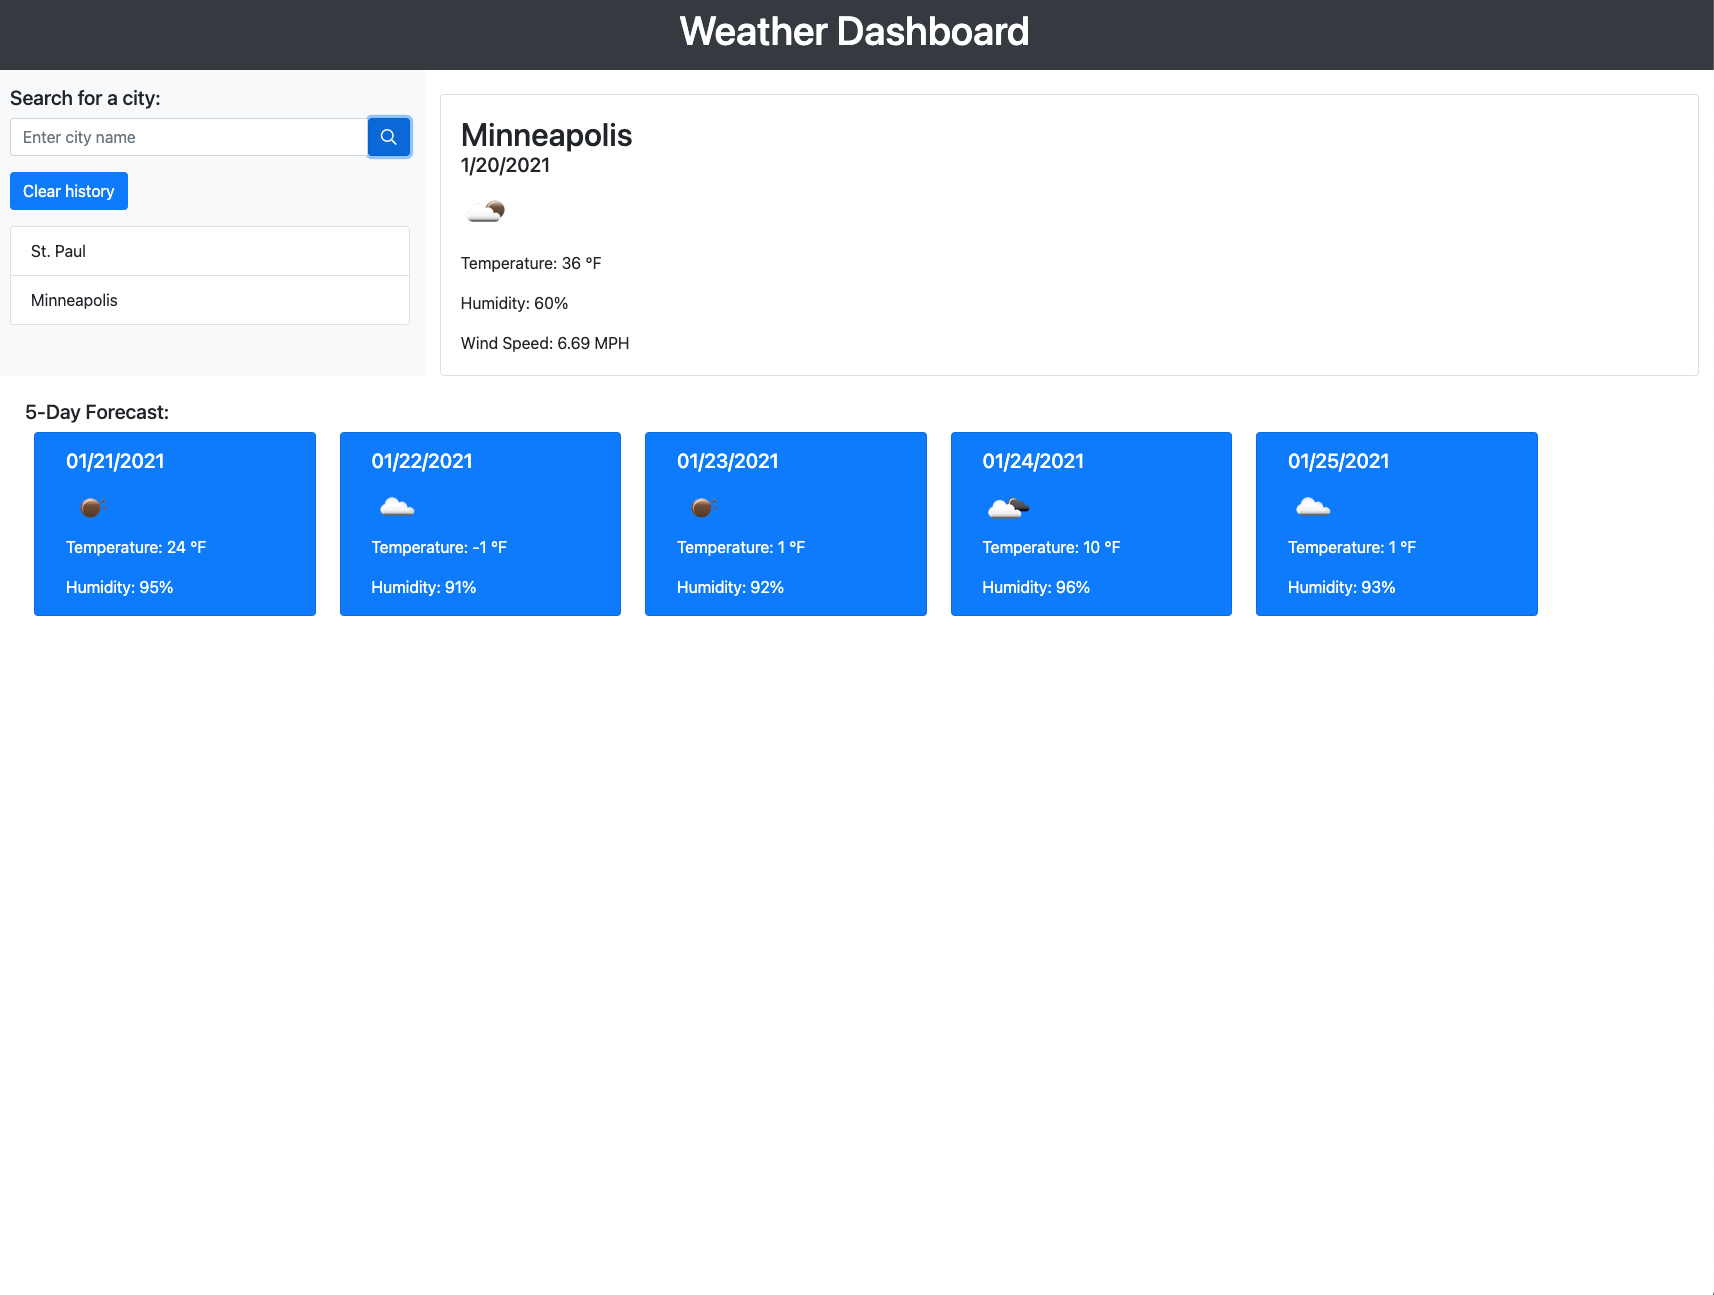 Weather Dashboard
Search for a city:
Enter city name
Clear history
St. Paul
Minneapolis
Minneapolis
1/20/2021
Temperature: 36 °F
Humidity: 60%
Wind Speed: 6.69 MPH
5-Day Forecast:
01/21/2021
Temperature: 24 °F
Humidity: 95%
01/22/2021
Temperature: -1 °F
Humidity: 91%
01/23/2021
Temperature: 1 °F
Humidity: 92%
01/24/2021
Temperature: 10 °F
Humidity: 96%
01/25/2021
Temperature: 1 °F
Humidity: 93%